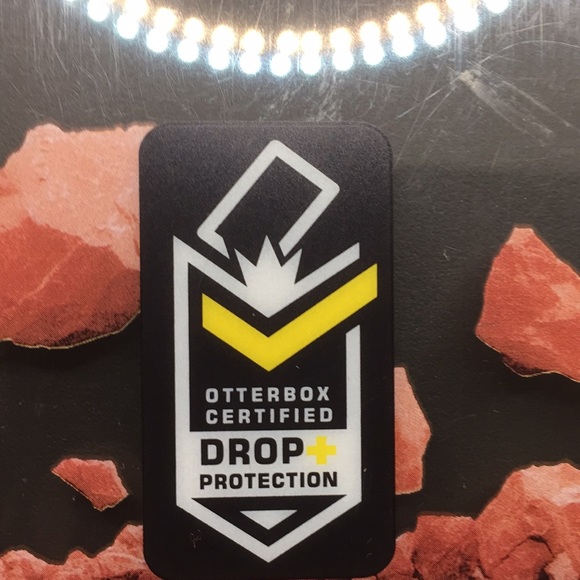 OTTERBOX
CERTIFIED
DROP+
PROTECTION